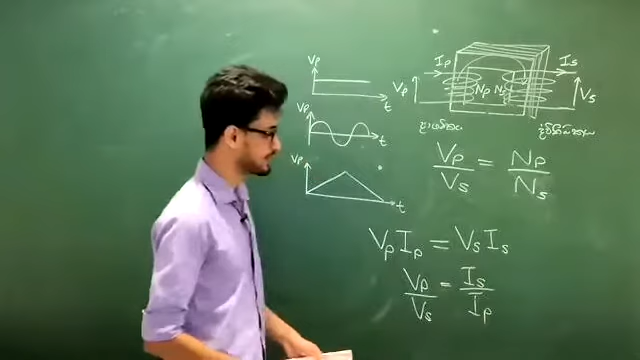 Vp
t
Vp
t
Vp
t
Ip Is
Vp Np Ns Vs
Vp/Vs = Np/Ns
VpIp = VsIs
Vp/Vs = Is/Ip